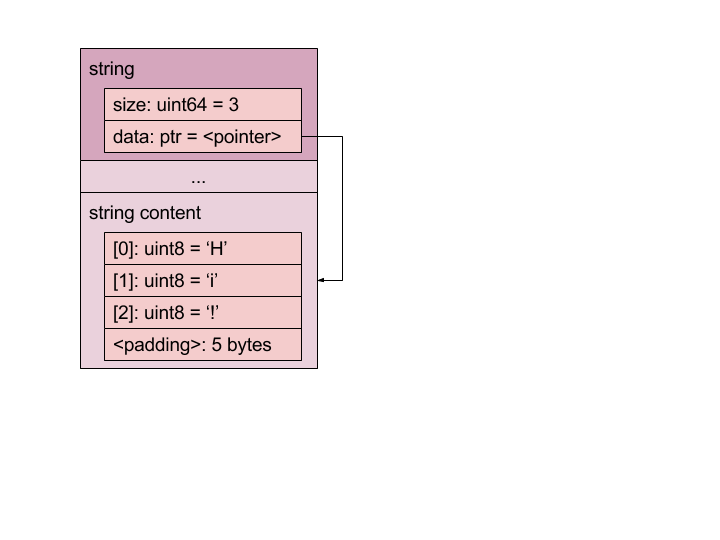 string
size: uint64 = 3
data: ptr = <pointer>
...
string content
[0]: uint8 = ‘H’
[1]: uint8 = ‘i’
[2]: uint8 = ‘!’
<padding>: 5 bytes